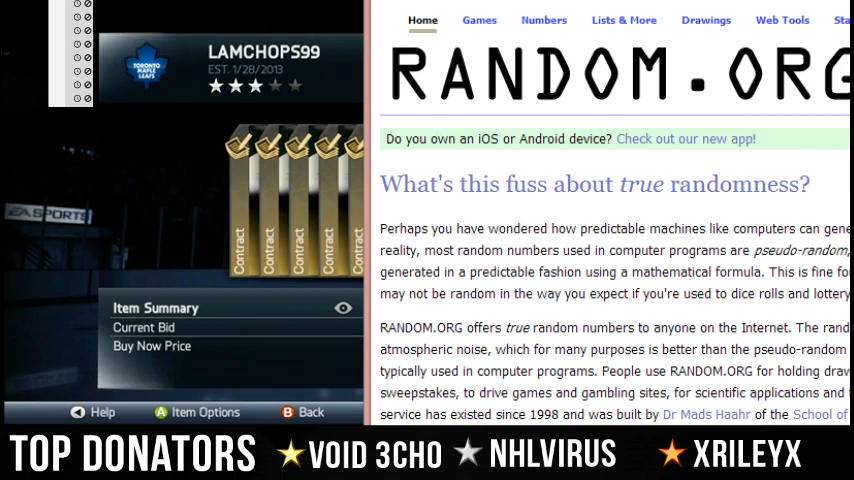 LAMCHOPS99
EST. 1/28/2013
TORONTO
MAPLE
LEAFS
EA SPORTS
Contract
Contract
Contract
Contract
Contract
Item Summary
Current Bid
Buy Now Price
Help
Item Options
Back
Home Games Numbers Lists & More Drawings Web Tools Sta
RANDOM.ORG
Do you own an iOS or Android device? Check out our new app!
What's this fuss about true randomness?
Perhaps you have wondered how predictable machines like computers can gene
reality, most random numbers used in computer programs are pseudo-random,
generated in a predictable fashion using a mathematical formula. This is fine fo
may not be random in the way you expect if you're used to dice rolls and lottery
RANDOM.ORG offers true random numbers to anyone on the Internet. The rand
atmospheric noise, which for many purposes is better than the pseudo-random
typically used in computer programs. People use RANDOM.ORG for holding draw
sweepstakes, to drive games and gambling sites, for scientific applications and
service has existed since 1998 and was built by Dr Mads Haahr of the School of
TOP DONATORS VOID 3CHO NHLVIRUS XRILEYX